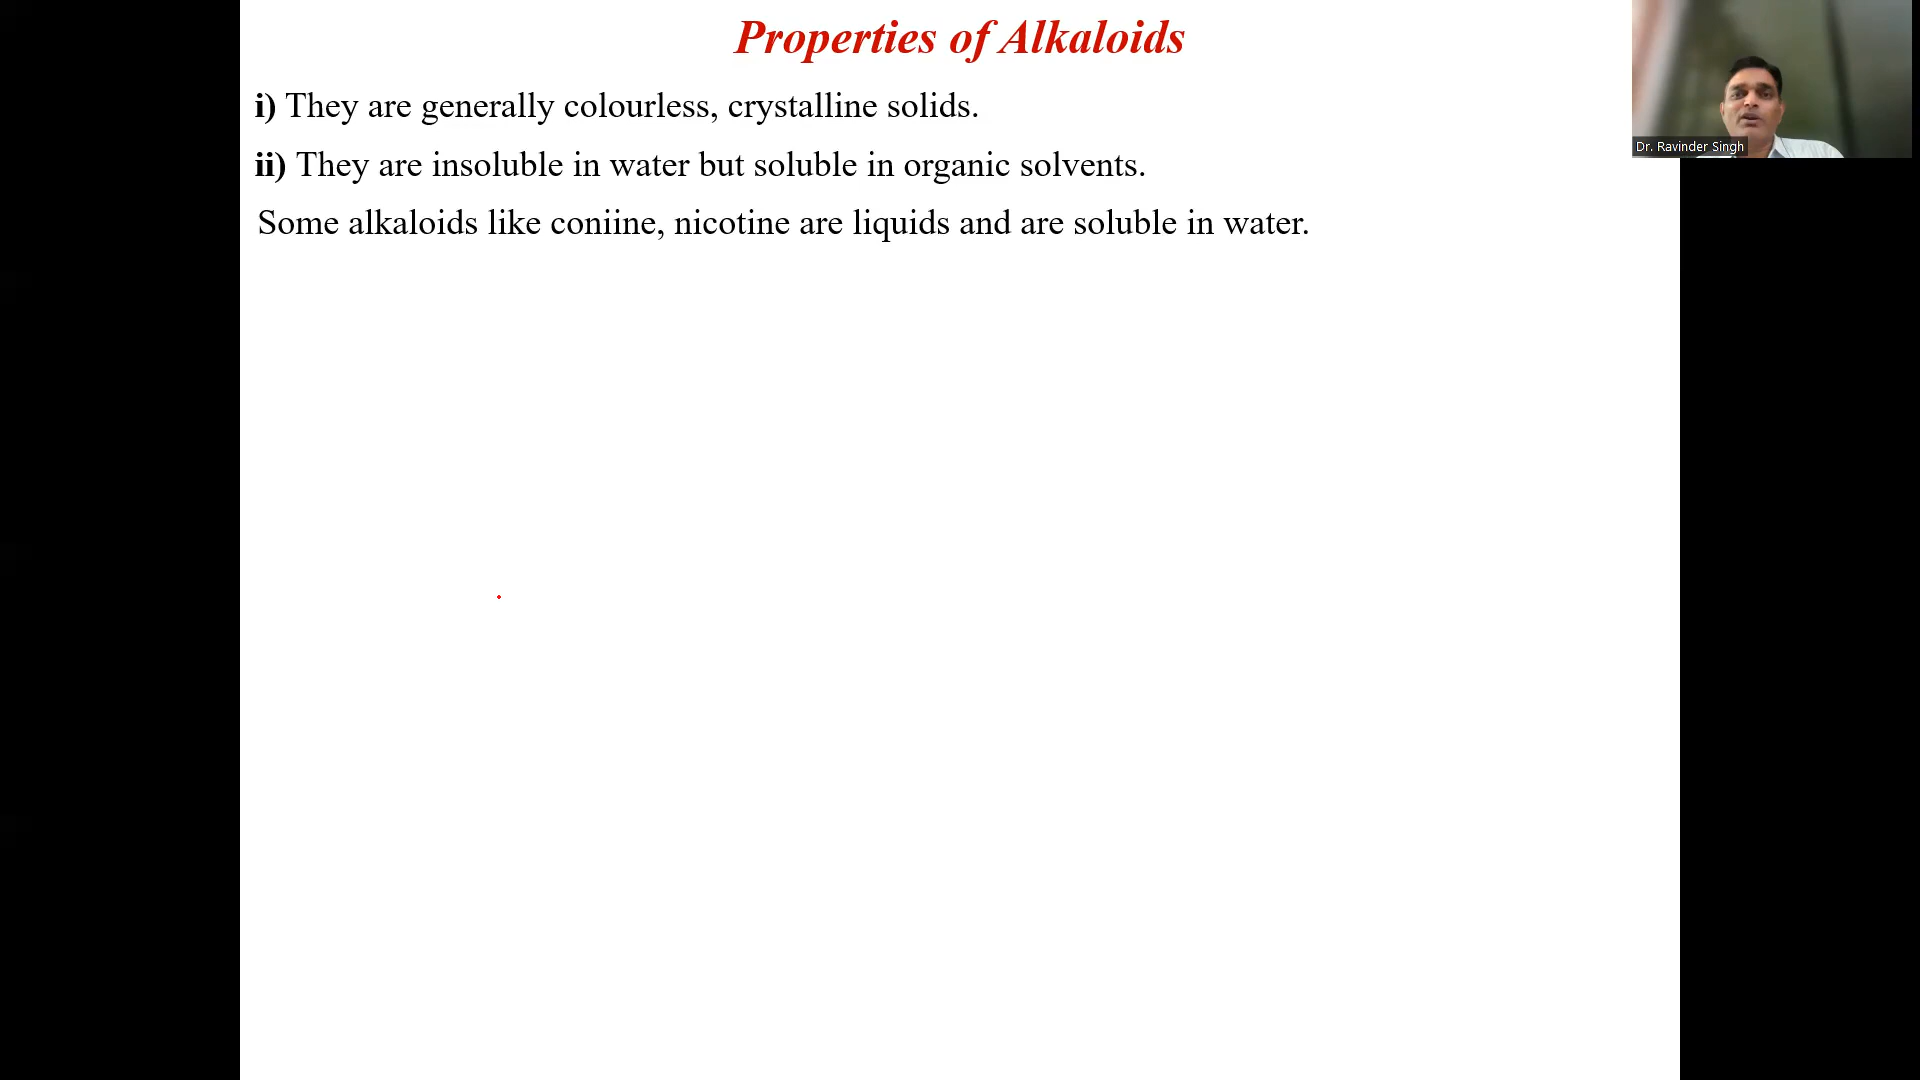 Properties of Alkaloids
i) They are generally colourless, crystalline solids.
ii) They are insoluble in water but soluble in organic solvents.
Some alkaloids like coniine, nicotine are liquids and are soluble in water.
Dr. Ravinder Singh